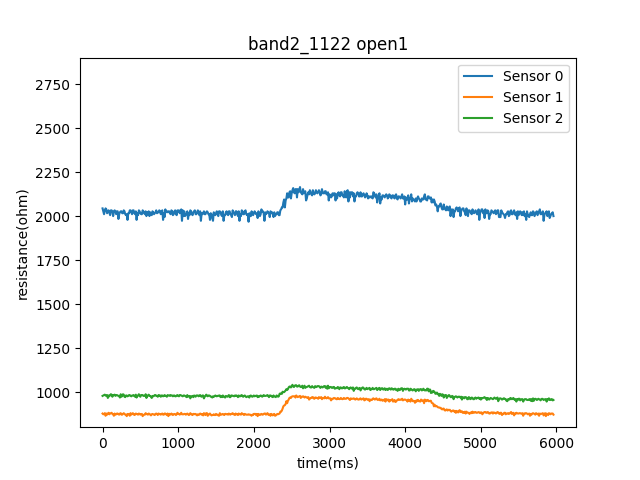 band2_1122 open1
Sensor 0
Sensor 1
Sensor 2
resistance(ohm)
2750
2500
2250
2000
1750
1500
1250
1000
0 1000 2000 3000 4000 5000 6000
time(ms)